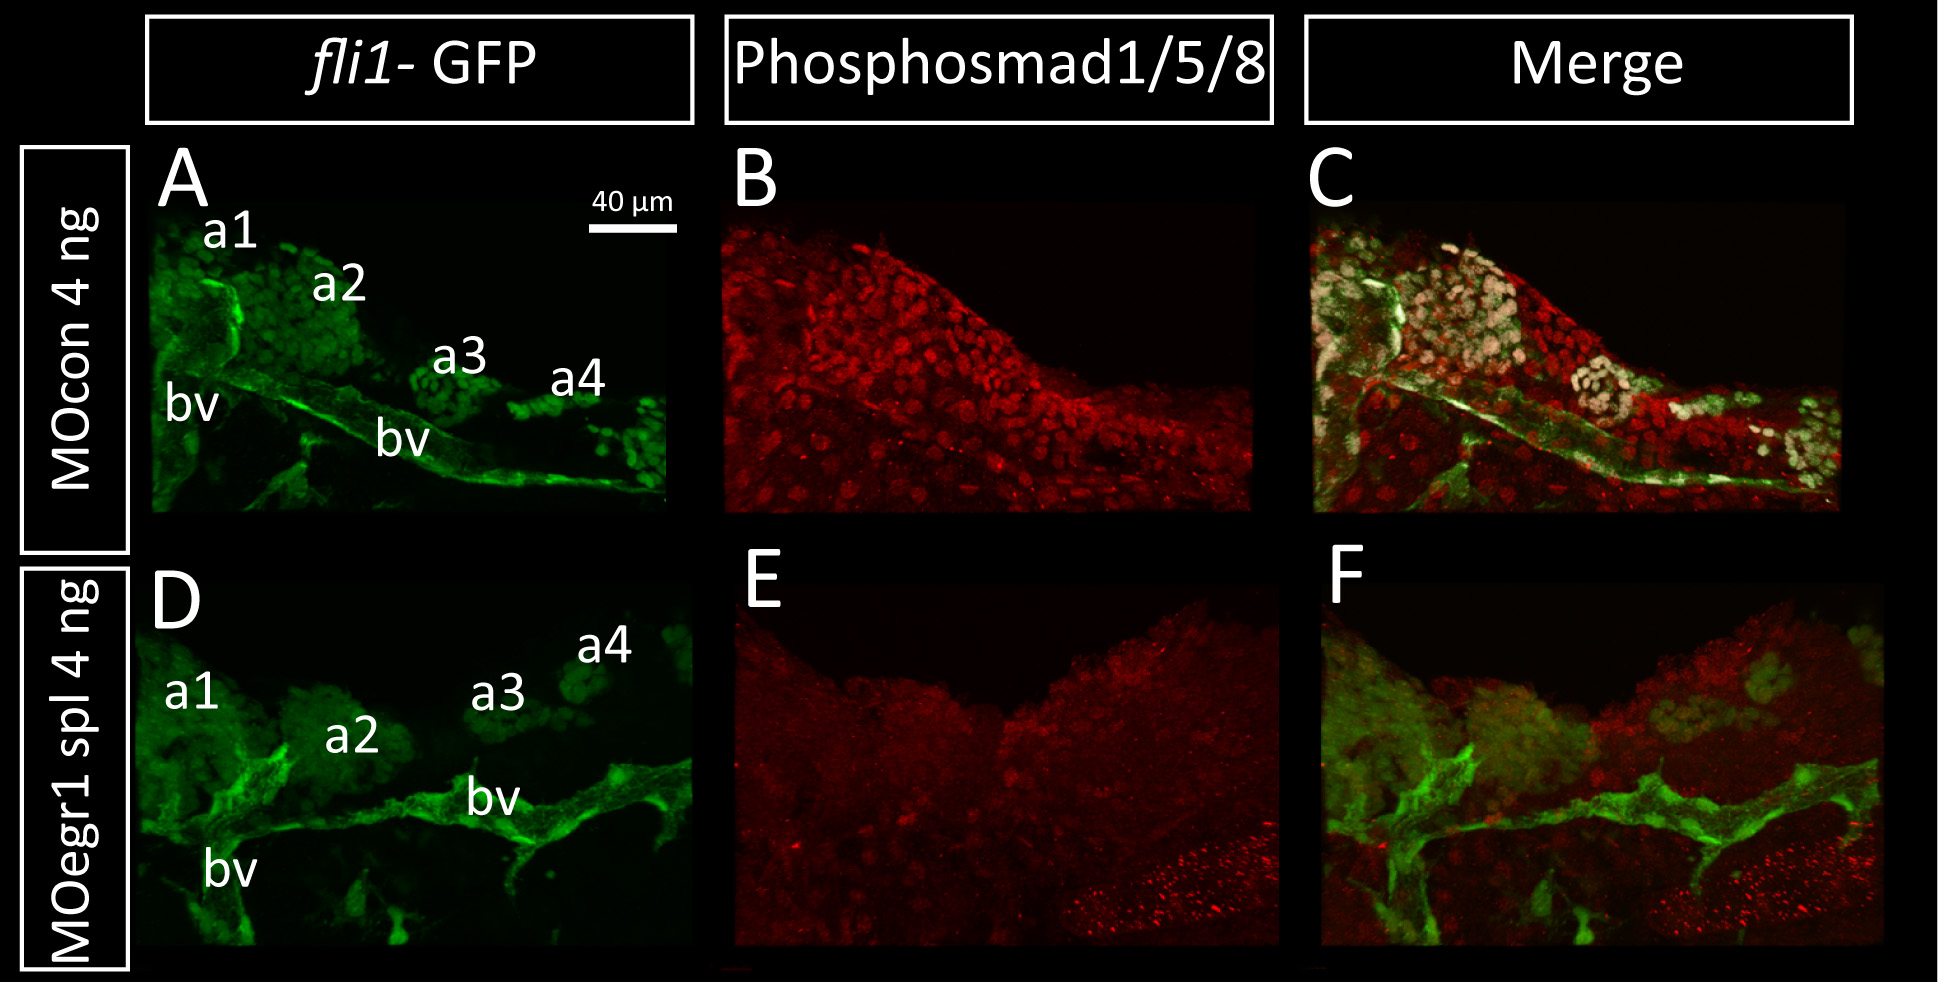 fli1- GFP
Phosphosmad1/5/8
Merge
MOcon 4 ng
A
a1
a2
a3
a4
bv
bv
40 µm
B
C
MOegr1 spl 4 ng
D
a1
a2
a3
a4
bv
bv
E
F